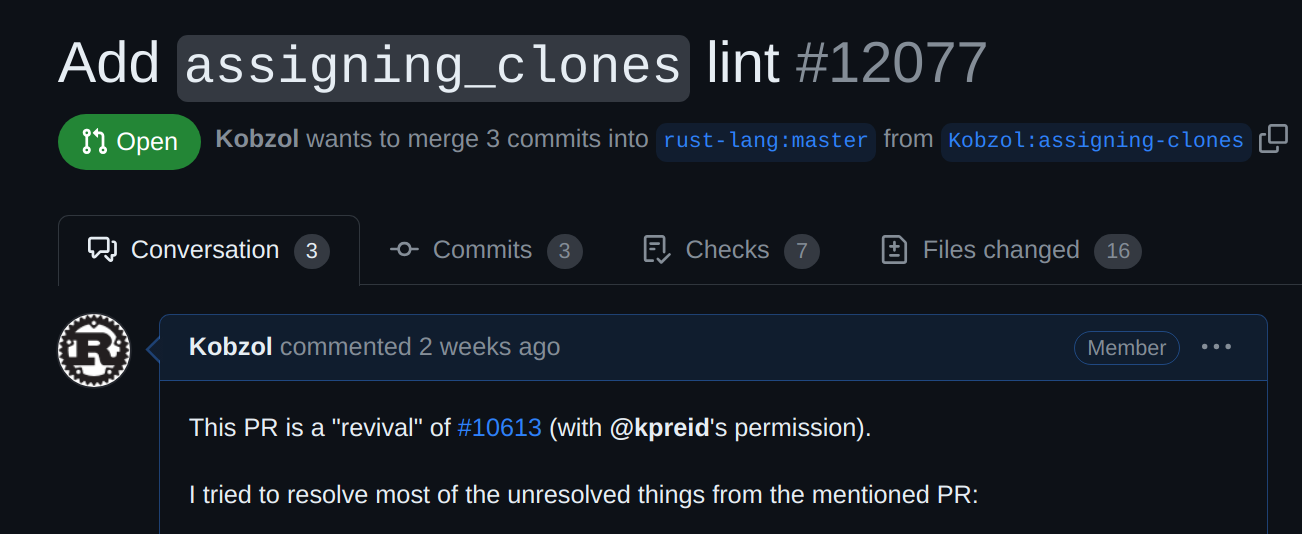 Add assigning_clones lint #12077
Open Kobzol wants to merge 3 commits into rust-lang:master from Kobzol:assigning-clones
Conversation 3 Commits 3 Checks 7 Files changed 16
R
Kobzol commented 2 weeks ago Member
This PR is a "revival" of #10613 (with @kpreid's permission).
I tried to resolve most of the unresolved things from the mentioned PR: